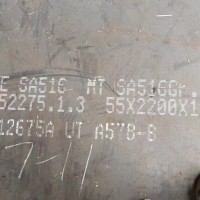 E SA516 MT SA516Gr.
52275.1.3 55X2200X1
12675A UT A578-B
7-11